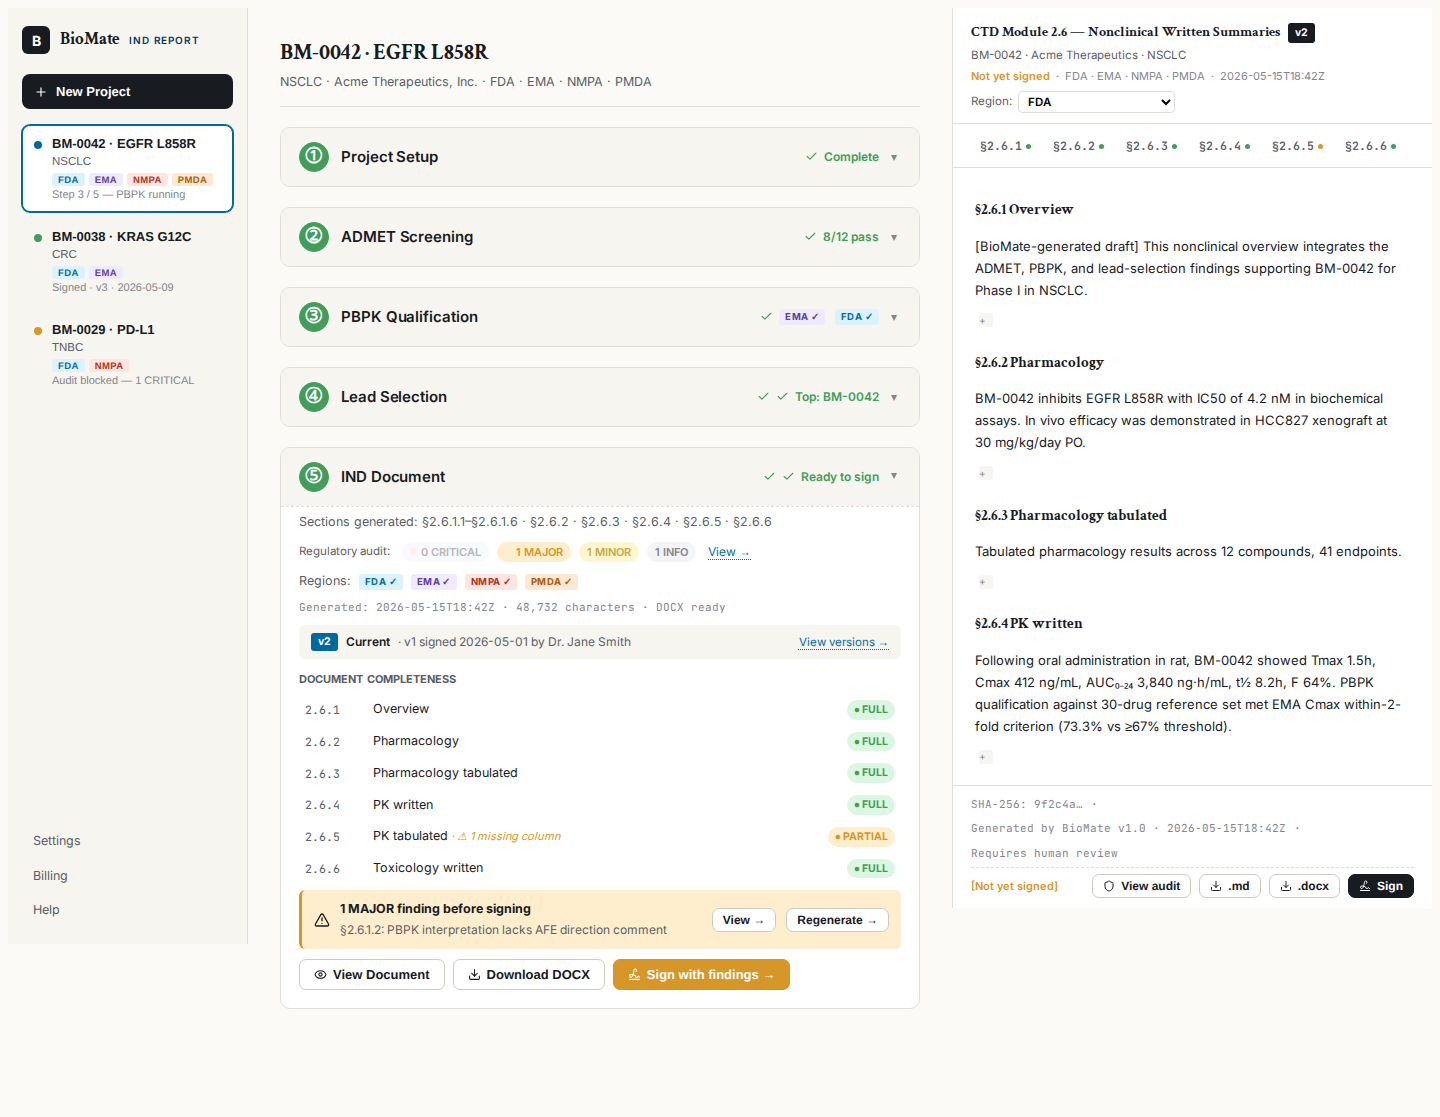 B BioMate IND REPORT
+ New Project
BM-0042 · EGFR L858R
NSCLC
FDA EMA NMPA PMDA
Step 3 / 5 — PBPK running
BM-0038 · KRAS G12C
CRC
FDA EMA
Signed · v3 · 2026-05-09
BM-0029 · PD-L1
TNBC
FDA NMPA
Audit blocked — 1 CRITICAL
Settings
Billing
Help
BM-0042 · EGFR L858R
NSCLC · Acme Therapeutics, Inc. · FDA · EMA · NMPA · PMDA
① Project Setup ✓ Complete ▾
② ADMET Screening ✓ 8/12 pass ▾
③ PBPK Qualification ✓ EMA ✓ FDA ✓ ▾
④ Lead Selection ✓ ✓ Top: BM-0042 ▾
⑤ IND Document ✓ ✓ Ready to sign ▾
Sections generated: §2.6.1.1–§2.6.1.6 · §2.6.2 · §2.6.3 · §2.6.4 · §2.6.5 · §2.6.6
Regulatory audit: 0 CRITICAL 1 MAJOR 1 MINOR 1 INFO View →
Regions: FDA ✓ EMA ✓ NMPA ✓ PMDA ✓
Generated: 2026-05-15T18:42Z · 48,732 characters · DOCX ready
v2 Current · v1 signed 2026-05-01 by Dr. Jane Smith View versions →
DOCUMENT COMPLETENESS
2.6.1 Overview ● FULL
2.6.2 Pharmacology ● FULL
2.6.3 Pharmacology tabulated ● FULL
2.6.4 PK written ● FULL
2.6.5 PK tabulated · ⚠ 1 missing column ● PARTIAL
2.6.6 Toxicology written ● FULL
1 MAJOR finding before signing
§2.6.1.2: PBPK interpretation lacks AFE direction comment
View → Regenerate →
View Document Download DOCX Sign with findings →
CTD Module 2.6 — Nonclinical Written Summaries v2
BM-0042 · Acme Therapeutics · NSCLC
Not yet signed · FDA · EMA · NMPA · PMDA · 2026-05-15T18:42Z
Region: FDA
§2.6.1 ● §2.6.2 ● §2.6.3 ● §2.6.4 ● §2.6.5 ● §2.6.6 ●
§2.6.1 Overview
[BioMate-generated draft] This nonclinical overview integrates the
ADMET, PBPK, and lead-selection findings supporting BM-0042 for
Phase I in NSCLC.
+
§2.6.2 Pharmacology
BM-0042 inhibits EGFR L858R with IC50 of 4.2 nM in biochemical
assays. In vivo efficacy was demonstrated in HCC827 xenograft at
30 mg/kg/day PO.
+
§2.6.3 Pharmacology tabulated
Tabulated pharmacology results across 12 compounds, 41 endpoints.
+
§2.6.4 PK written
Following oral administration in rat, BM-0042 showed Tmax 1.5h,
Cmax 412 ng/mL, AUC₀₋₂₄ 3,840 ng·h/mL, t½ 8.2h, F 64%. PBPK
qualification against 30-drug reference set met EMA Cmax within-2-
fold criterion (73.3% vs ≥67% threshold).
+
SHA-256: 9f2c4a… ·
Generated by BioMate v1.0 · 2026-05-15T18:42Z ·
Requires human review
[Not yet signed] View audit .md .docx Sign